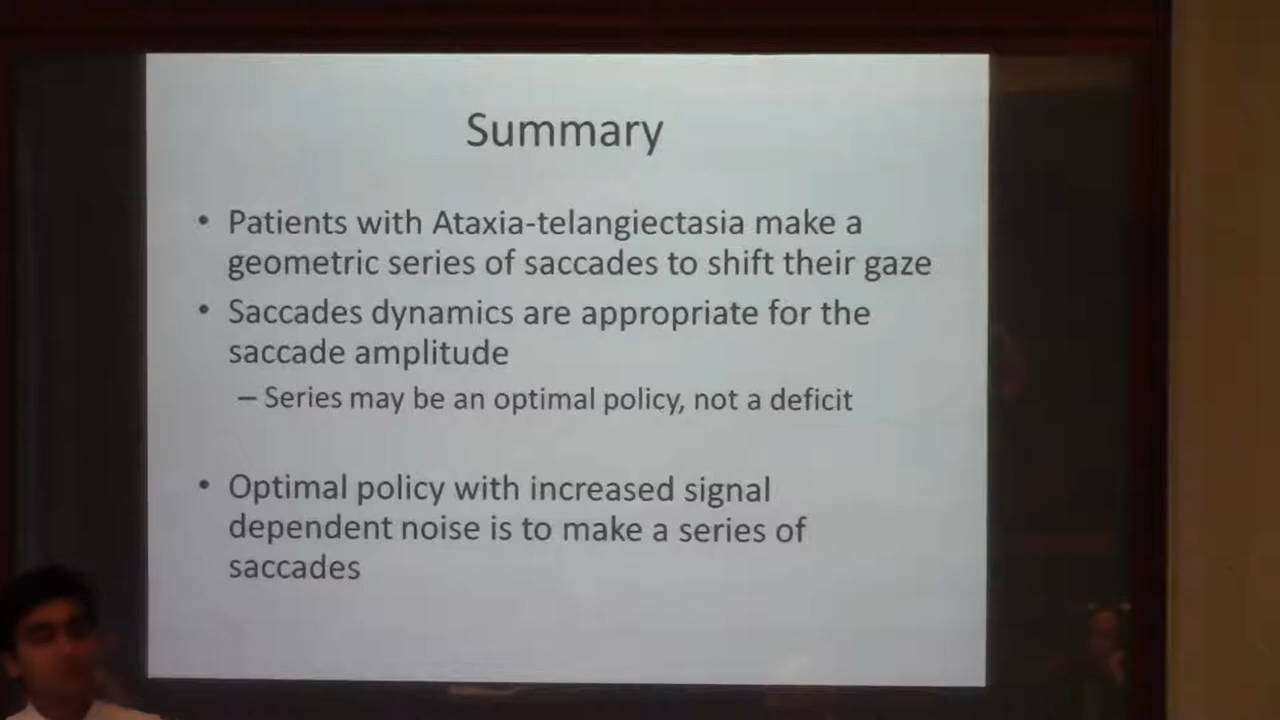 Summary
• Patients with Ataxia-telangiectasia make a
geometric series of saccades to shift their gaze
• Saccades dynamics are appropriate for the
saccade amplitude
– Series may be an optimal policy, not a deficit
• Optimal policy with increased signal
dependent noise is to make a series of
saccades